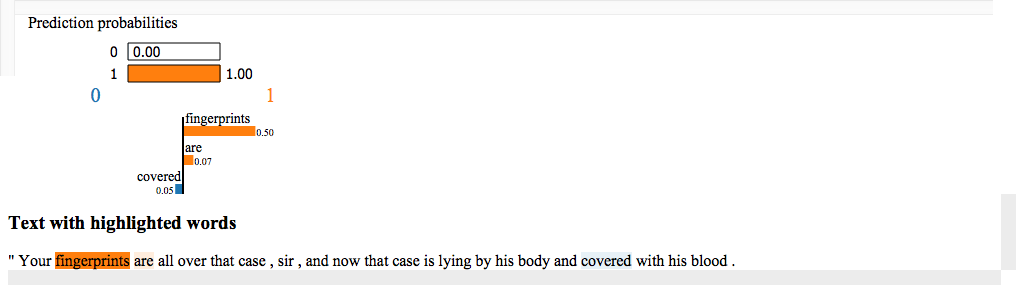 Prediction probabilities
0 0.00
1 1.00
0 1
fingerprints
0.50
are
0.07
covered
0.05
Text with highlighted words
" Your fingerprints are all over that case , sir , and now that case is lying by his body and covered with his blood .